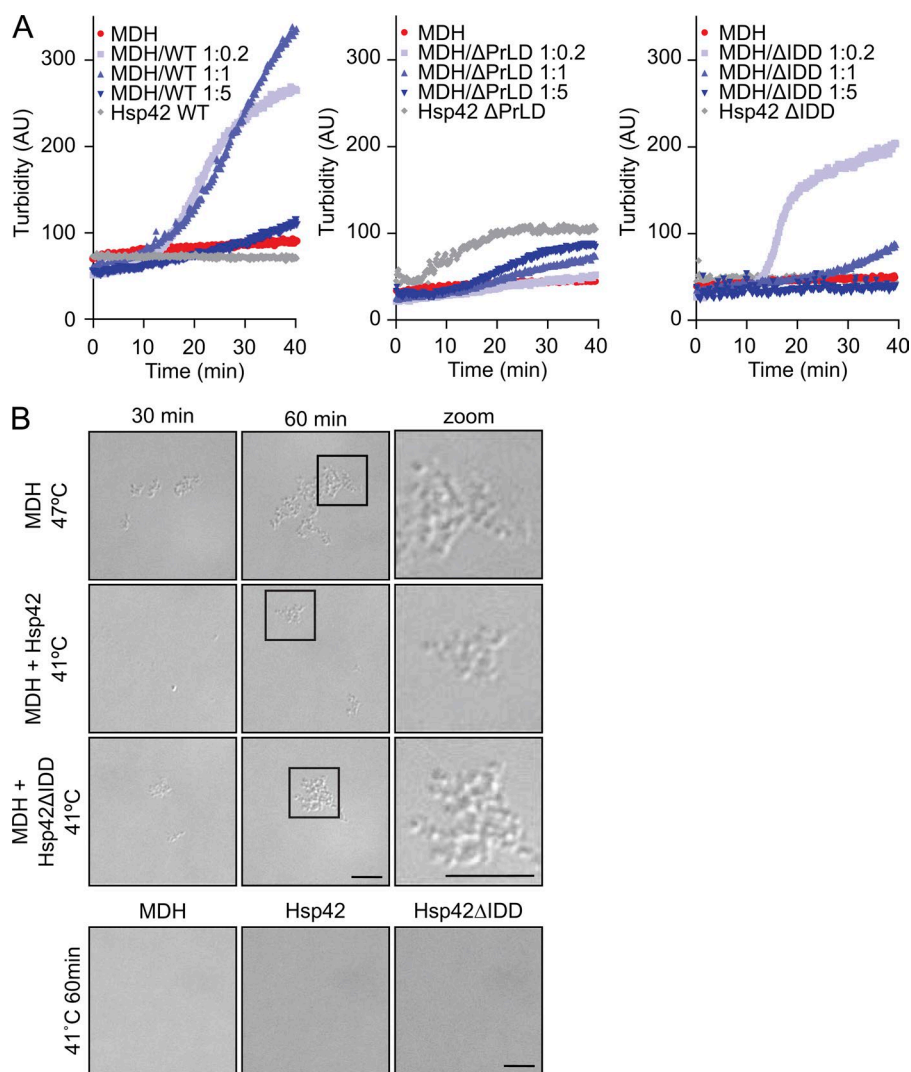 A
MDH
MDH/WT 1:0.2
MDH/WT 1:1
MDH/WT 1:5
Hsp42 WT
Turbidity (AU)
300
200
100
0
0 10 20 30 40
Time (min)
MDH
MDH/ΔPrLD 1:0.2
MDH/ΔPrLD 1:1
MDH/ΔPrLD 1:5
Hsp42 ΔPrLD
Turbidity (AU)
300
200
100
0
0 10 20 30 40
Time (min)
MDH
MDH/ΔIDD 1:0.2
MDH/ΔIDD 1:1
MDH/ΔIDD 1:5
Hsp42 ΔIDD
Turbidity (AU)
300
200
100
0
0 10 20 30 40
Time (min)
B
30 min 60 min zoom
MDH
47ºC
MDH + Hsp42
41ºC
MDH +
Hsp42ΔIDD
41ºC
MDH Hsp42 Hsp42ΔIDD
41˚C 60min